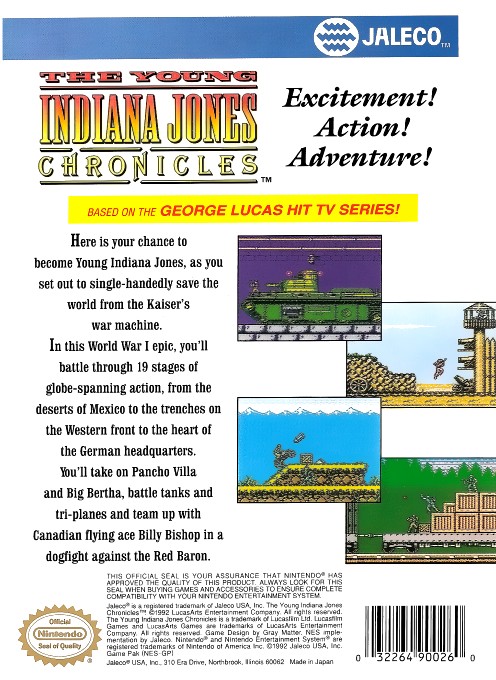 JALECO™
THE YOUNG
INDIANA JONES
CHRONICLES™
Excitement!
Action!
Adventure!
BASED ON THE GEORGE LUCAS HIT TV SERIES!
Here is your chance to
become Young Indiana Jones, as you
set out to single-handedly save the
world from the Kaiser's
war machine.
In this World War I epic, you'll
battle through 19 stages of
globe-spanning action, from the
deserts of Mexico to the trenches on
the Western front to the heart of
the German headquarters.
You'll take on Pancho Villa
and Big Bertha, battle tanks and
tri-planes and team up with
Canadian flying ace Billy Bishop in a
dogfight against the Red Baron.
THIS OFFICIAL SEAL IS YOUR ASSURANCE THAT NINTENDO® HAS
APPROVED THE QUALITY OF THIS PRODUCT. ALWAYS LOOK FOR THIS
SEAL WHEN BUYING GAMES AND ACCESSORIES TO ENSURE COMPLETE
COMPATIBILITY WITH YOUR NINTENDO ENTERTAINMENT SYSTEM.
Jaleco® is a registered trademark of Jaleco USA, Inc. The Young Indiana Jones
Chronicles™ ©1992 LucasArts Entertainment Company. All rights reserved.
The Young Indiana Jones Chronicles is a trademark of Lucasfilm Ltd. Lucasfilm
Games and LucasArts Games are trademarks of LucasArts Entertainment
Company. All rights reserved. Game Design by Gray Matter. NES imple-
mentation by Jaleco. Nintendo® and Nintendo Entertainment System® are
registered trademarks of Nintendo of America Inc. ©1992 Jaleco USA, Inc.
Game Pak (NES-GP)
Jaleco® USA, Inc., 310 Era Drive, Northbrook, Illinois 60062 Made in Japan
Official
Nintendo
Seal of Quality
0 32264 90026 0